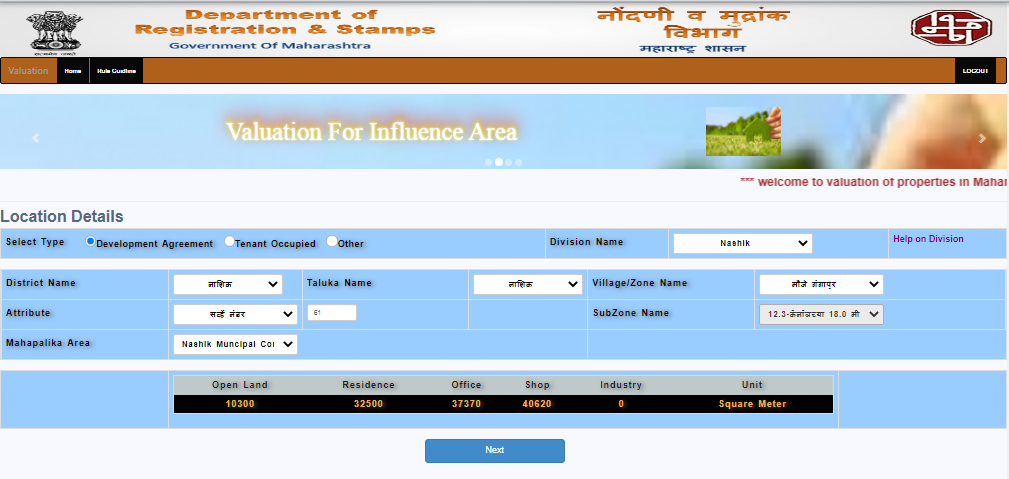 Department of
Registration & Stamps
Government Of Maharashtra
नोंदणी व मुद्रांक
विभाग
महाराष्ट्र शासन
Valuation Home Rule Guidline LOGOUT
Valuation For Influence Area
*** welcome to valuation of properties in Mahar
Location Details
Select Type Development Agreement Tenant Occupied Other Division Name Nashik Help on Division
District Name नाशिक Taluka Name नाशिक Village/Zone Name मौजे गंगापूर
Attribute सर्व्हे नंबर 61 SubZone Name 12.3-कॅनॉलच्या 18.0 मी
Mahapalika Area Nashik Muncipal Cor
Open Land Residence Office Shop Industry Unit
10300 32500 37370 40620 0 Square Meter
Next